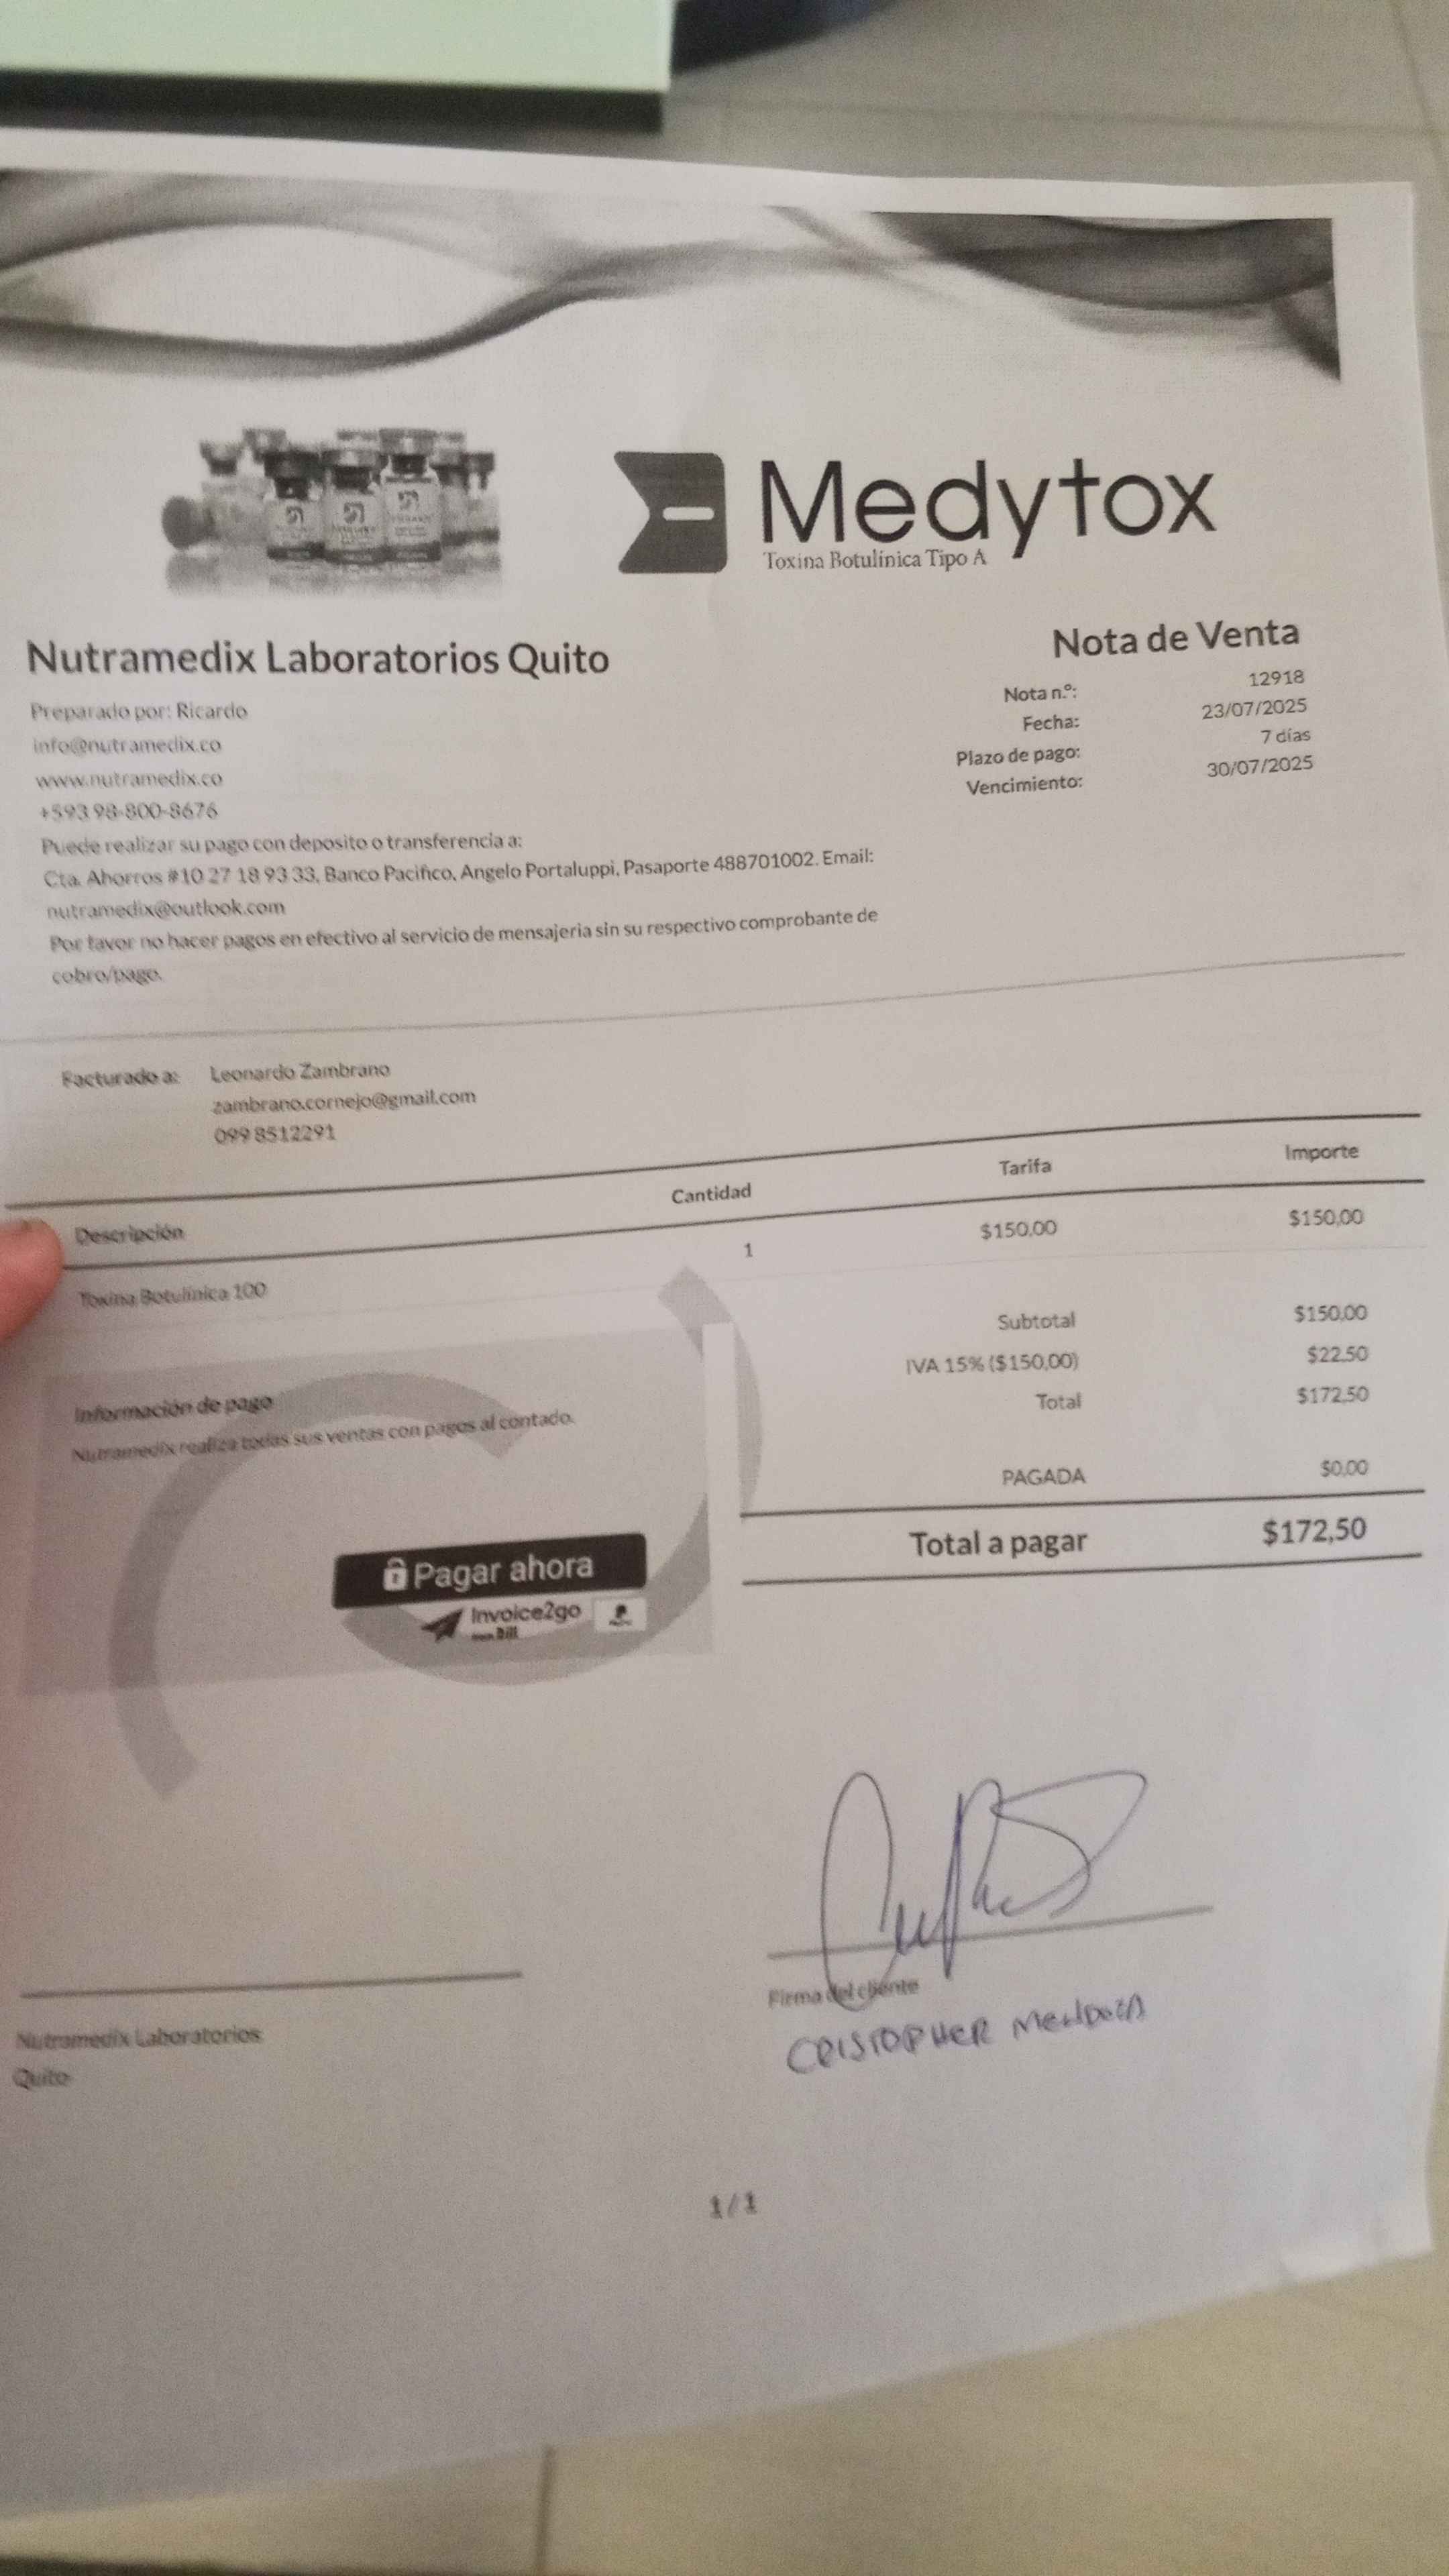 Medytox
Toxina Botulínica Tipo A
Nutramedix Laboratorios Quito
Preparado por: Ricardo
info@nutramedix.co
www.nutramedix.co
+593 98-800-8676
Puede realizar su pago con deposito o transferencia a:
Cta. Ahorros #10 27 18 93 33, Banco Pacifico, Angelo Portaluppi, Pasaporte 488701002. Email:
nutramedix@outlook.com
Por favor no hacer pagos en efectivo al servicio de mensajeria sin su respectivo comprobante de
cobro/pago.
Nota de Venta
Nota n.º: 12918
Fecha: 23/07/2025
Plazo de pago: 7 días
Vencimiento: 30/07/2025
Facturado a: Leonardo Zambrano
zambrano.cornejo@gmail.com
099 8512291
Descripción Cantidad Tarifa Importe
Toxina Botulínica 100 1 $150,00 $150,00
Subtotal $150,00
IVA 15% ($150,00) $22,50
Total $172,50
PAGADA $0,00
Total a pagar $172,50
Información de pago
Nutramedix realiza todas sus ventas con pagos al contado.
Pagar ahora
Invoice2go
Bill
Firma del cliente
CRISTOPHER MENDOZA
Nutramedix Laboratorios
Quito
1/1